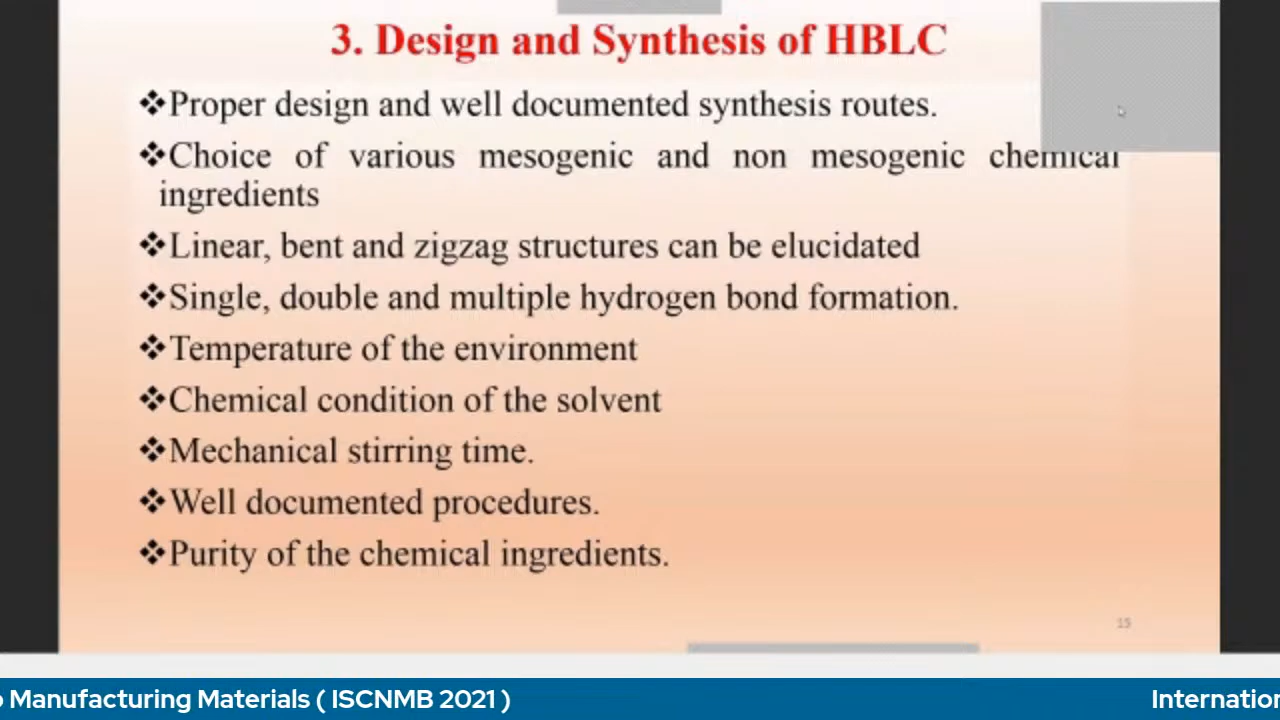 3. Design and Synthesis of HBLC
❖Proper design and well documented synthesis routes.
❖Choice of various mesogenic and non mesogenic chemical
ingredients
❖Linear, bent and zigzag structures can be elucidated
❖Single, double and multiple hydrogen bond formation.
❖Temperature of the environment
❖Chemical condition of the solvent
❖Mechanical stirring time.
❖Well documented procedures.
❖Purity of the chemical ingredients.
15
Manufacturing Materials ( ISCNMB 2021 )